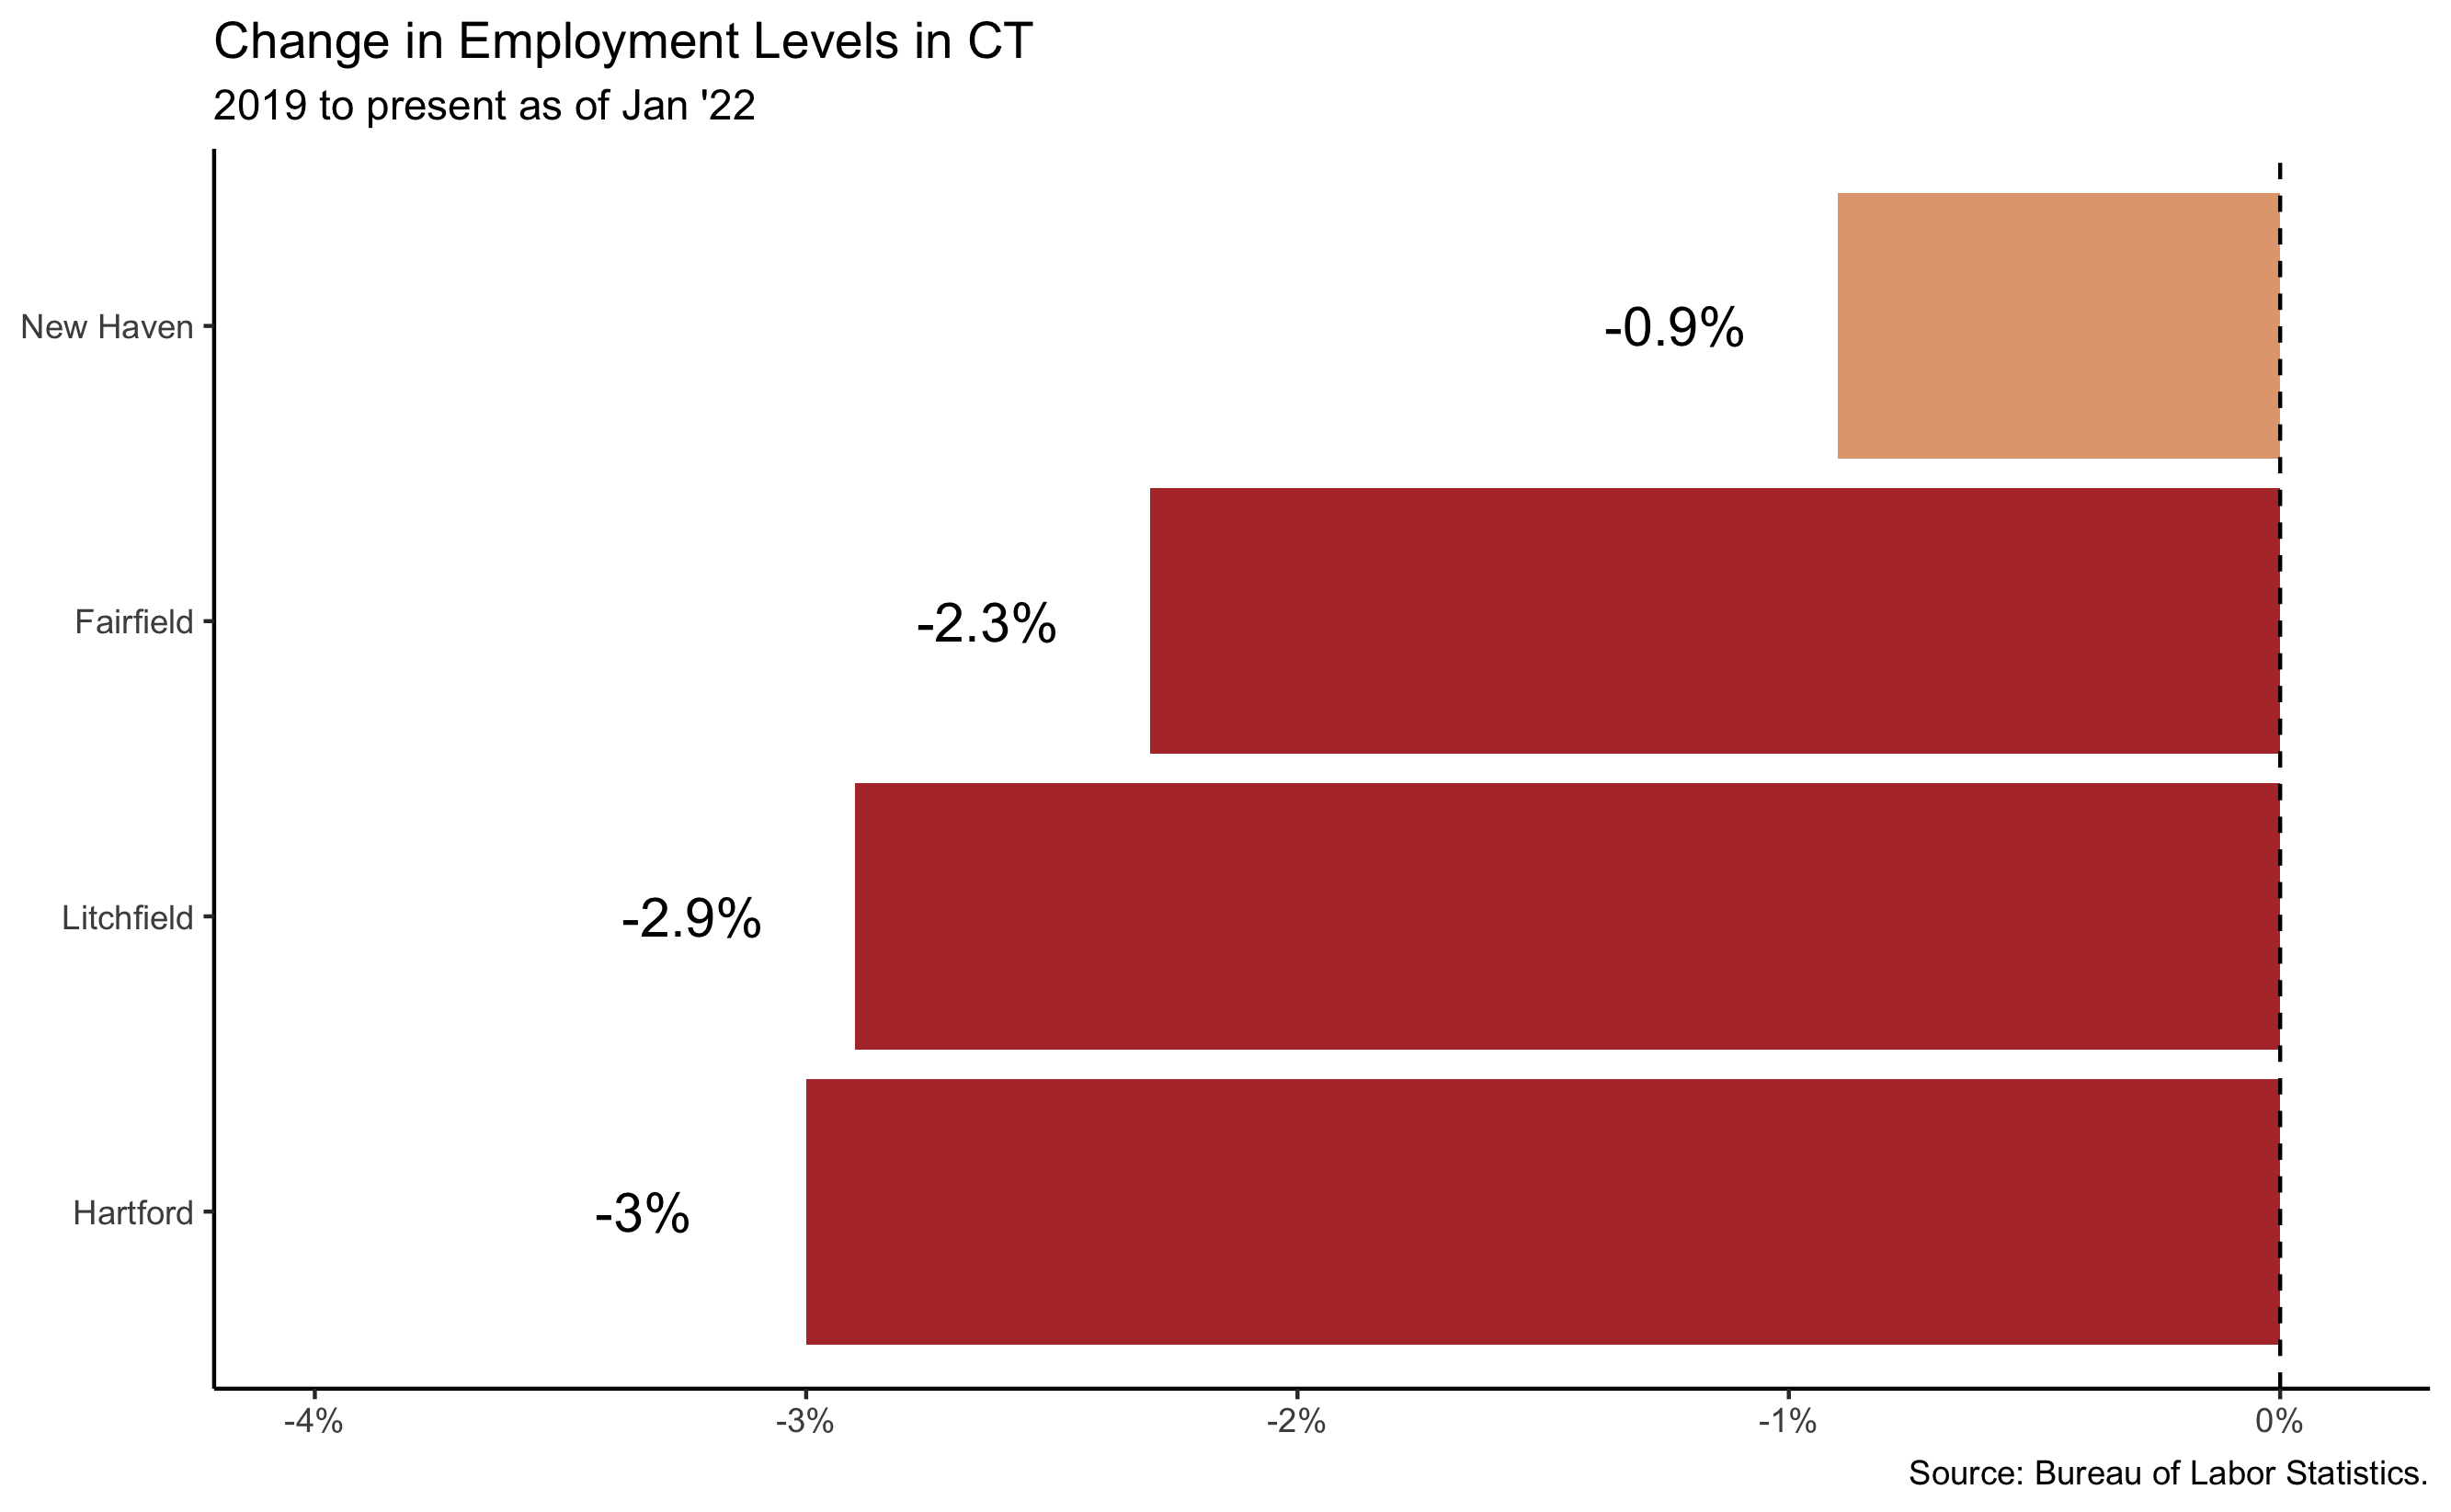 Change in Employment Levels in CT
2019 to present as of Jan '22
New Haven
-0.9%
Fairfield
-2.3%
Litchfield
-2.9%
Hartford
-3%
-4%
-3%
-2%
-1%
0%
Source: Bureau of Labor Statistics.